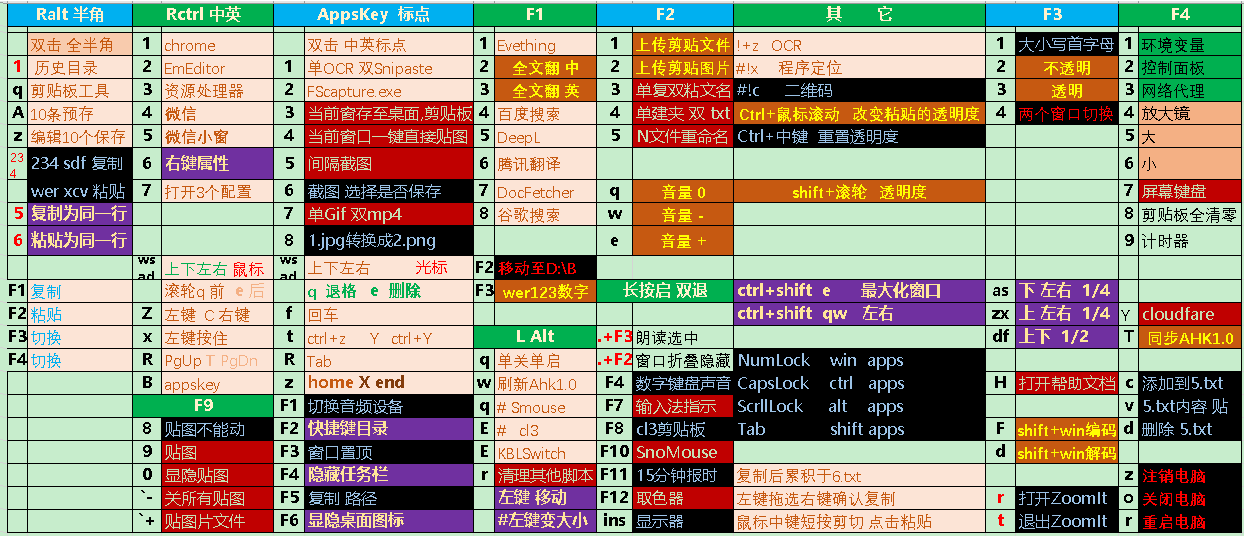 Ralt 半角 Rctrl 中英 AppsKey 标点 F1 F2 其 它 F3 F4
双击 全半角 1 chrome 双击 中英标点 1 Evething 1 上传剪贴文件 !+z OCR 1 大小写首字母 1 环境变量
1 历史目录 2 EmEditor 1 单OCR 双Snipaste 2 全文翻 中 2 上传剪贴图片 #!x 程序定位 2 不透明 2 控制面板
q 剪贴板工具 3 资源处理器 2 FScapture.exe 3 全文翻 英 3 单复双粘文名 #!c 二维码 3 透明 3 网络代理
A 10条预存 4 微信 3 当前窗存至桌面,剪贴板 4 百度搜索 4 单建夹 双 txt Ctrl+鼠标滚动 改变粘贴的透明度 4 两个窗口切换 4 放大镜
z 编辑10个保存 5 微信小窗 4 当前窗口一键直接贴图 5 DeepL 5 N文件重命名 Ctrl+中键 重置透明度 5 大
23 4 234 sdf 复制 6 右键属性 5 间隔截图 6 腾讯翻译 6 小
wer xcv 粘贴 7 打开3个配置 6 截图 选择是否保存 7 DocFetcher q 音量 0 shift+滚轮 透明度 7 屏幕键盘
5 复制为同一行 7 单Gif 双mp4 8 谷歌搜索 w 音量 - 8 剪贴板全清零
6 粘贴为同一行 8 1.jpg转换成2.png e 音量 + 9 计时器
ws ad 上下左右 鼠标 ws ad 上下左右 光标 F2 移动至D:\B
F1 复制 滚轮q 前 e 后 q 退格 e 删除 F3 wer123数字 长按启 双退 ctrl+shift e 最大化窗口 as 下 左右 1/4
F2 粘贴 Z 左键 C 右键 f 回车 ctrl+shift qw 左右 zx 上 左右 1/4 Y cloudfare
F3 切换 x 左键按住 t ctrl+z Y ctrl+Y L Alt .+F3 朗读选中 df 上下 1/2 T 同步AHK1.0
F4 切换 R PgUp T PgDn R Tab q 单关单启 .+F2 窗口折叠隐藏 NumLock win apps
B appskey z home X end w 刷新Ahk1.0 F4 数字键盘声音 CapsLock ctrl apps H 打开帮助文档 c 添加到5.txt
F9 F1 切换音频设备 q # Smouse F7 输入法指示 ScrllLock alt apps v 5.txt内容 贴
8 贴图不能动 F2 快捷键目录 E # cl3 F8 cl3剪贴板 Tab shift apps F shift+win编码 d 删除 5.txt
9 贴图 F3 窗口置顶 E KBLSwitch F10 SnoMouse d shift+win解码
0 显隐贴图 F4 隐藏任务栏 r 清理其他脚本 F11 15分钟报时 复制后累积于6.txt z 注销电脑
`- 关所有贴图 F5 复制 路径 左键 移动 F12 取色器 左键拖选右键确认复制 r 打开ZoomIt o 关闭电脑
`+ 贴图片文件 F6 显隐桌面图标 #左键变大小 ins 显示器 鼠标中键短按剪切 点击粘贴 t 退出ZoomIt r 重启电脑